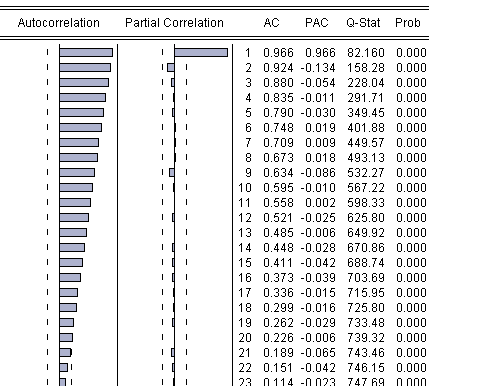 Autocorrelation Partial Correlation AC PAC Q-Stat Prob
1 0.966 0.966 82.160 0.000
2 0.924 -0.134 158.28 0.000
3 0.880 -0.054 228.04 0.000
4 0.835 -0.011 291.71 0.000
5 0.790 -0.030 349.45 0.000
6 0.748 0.019 401.88 0.000
7 0.709 0.009 449.57 0.000
8 0.673 0.018 493.13 0.000
9 0.634 -0.086 532.27 0.000
10 0.595 -0.010 567.22 0.000
11 0.558 0.002 598.33 0.000
12 0.521 -0.025 625.80 0.000
13 0.485 -0.006 649.92 0.000
14 0.448 -0.028 670.86 0.000
15 0.411 -0.042 688.74 0.000
16 0.373 -0.039 703.69 0.000
17 0.336 -0.015 715.95 0.000
18 0.299 -0.016 725.80 0.000
19 0.262 -0.029 733.48 0.000
20 0.226 -0.006 739.32 0.000
21 0.189 -0.065 743.46 0.000
22 0.151 -0.042 746.15 0.000
23 0.114 -0.023 747.69 0.000